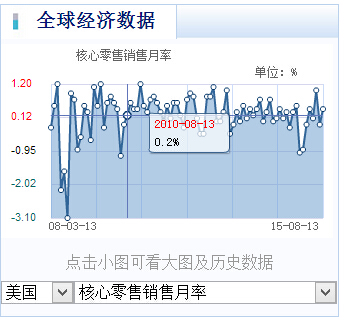 全球经济数据
核心零售销售月率
单位：%
1.20
0.12
-0.95
-2.02
-3.10
2010-08-13
0.2%
08-03-13
15-08-13
点击小图可看大图及历史数据
美国 核心零售销售月率